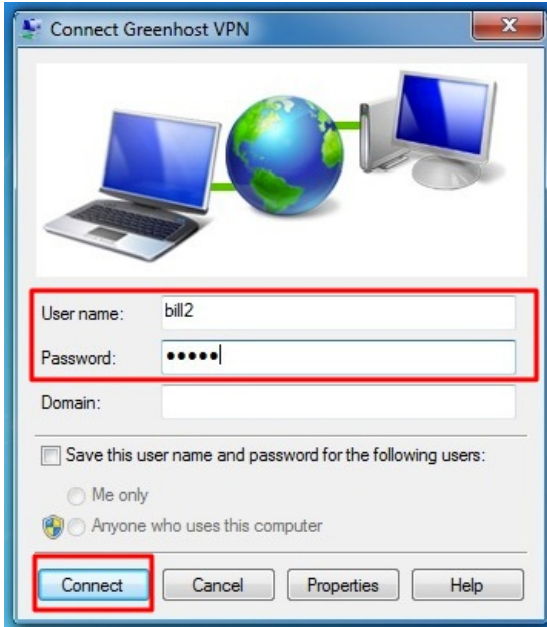 Connect Greenhost VPN
User name: bill2
Password: •••••
Domain:
Save this user name and password for the following users:
Me only
Anyone who uses this computer
Connect Cancel Properties Help